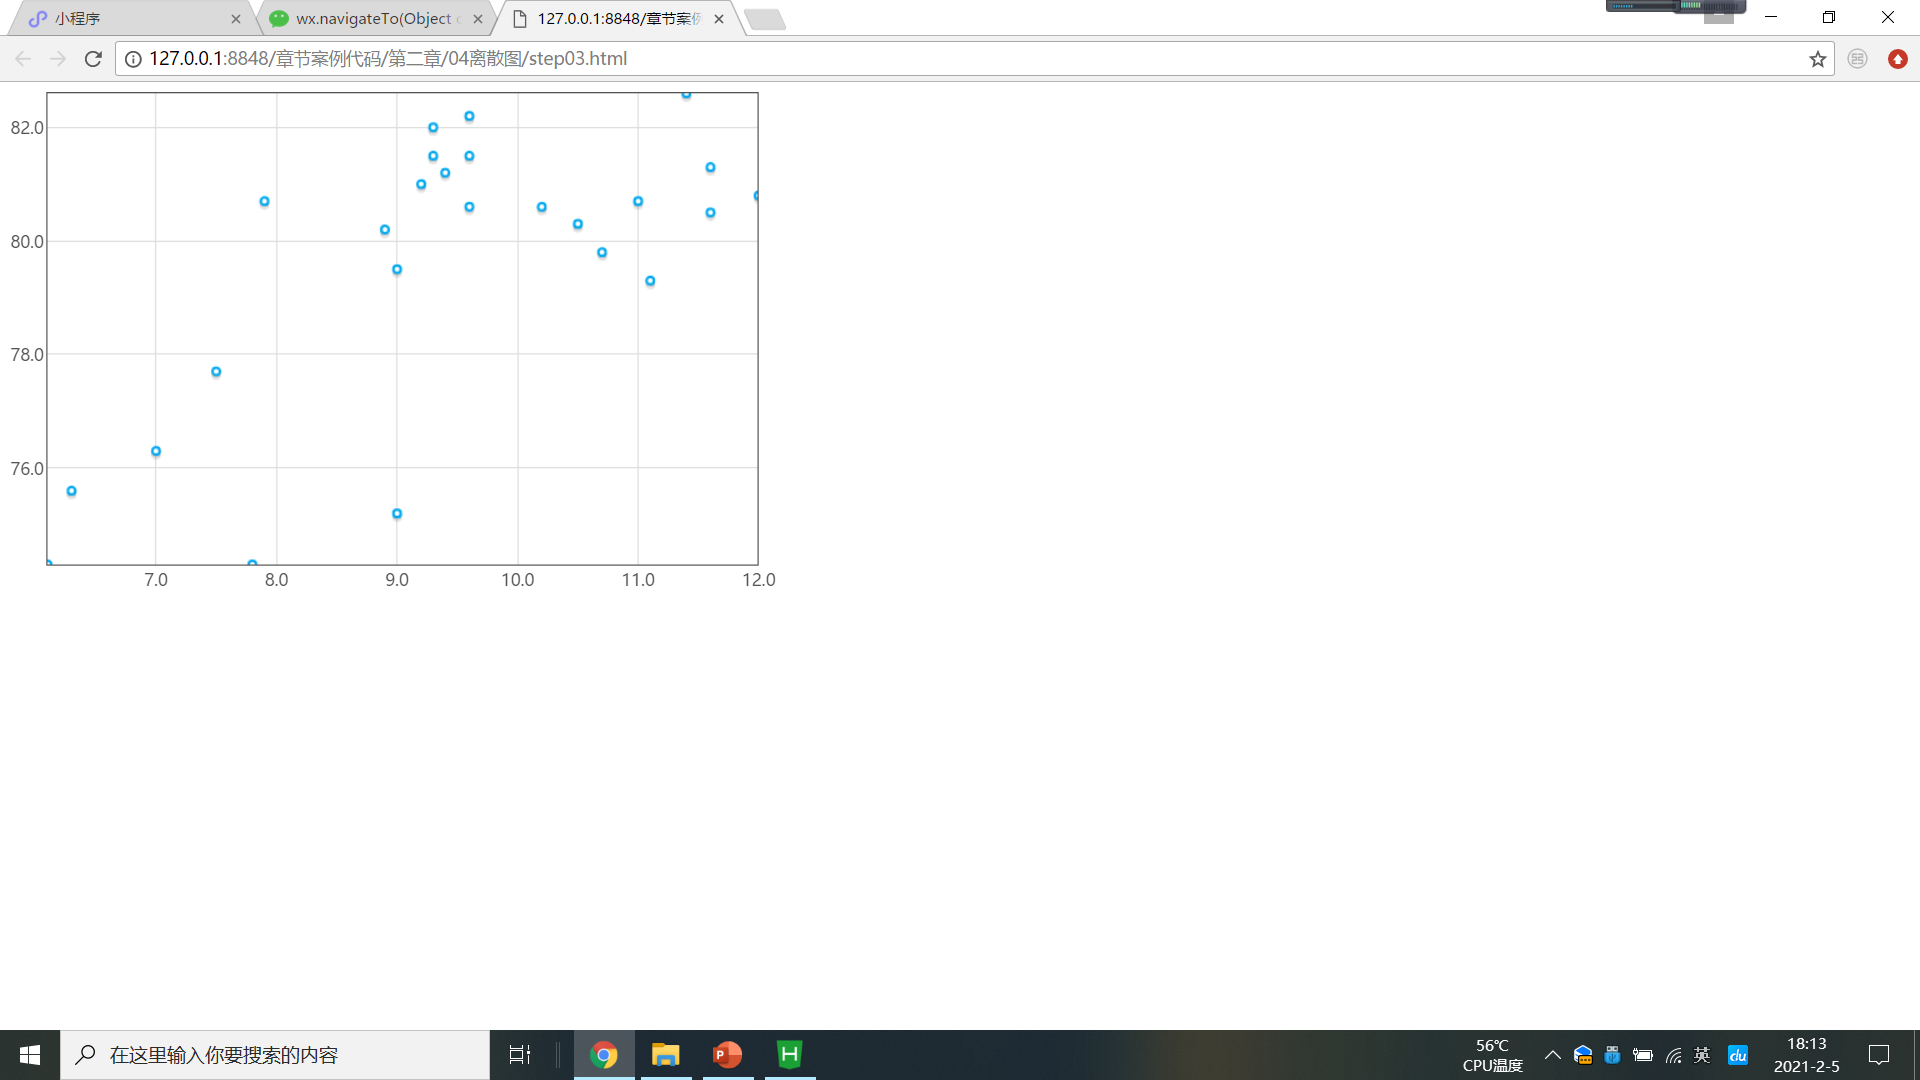 小程序
wx.navigateTo(Object
127.0.0.1:8848/章节案例
127.0.0.1:8848/章节案例代码/第二章/04离散图/step03.html
82.0
80.0
78.0
76.0
7.0 8.0 9.0 10.0 11.0 12.0
在这里输入你要搜索的内容
56℃
CPU温度
英
du
18:13
2021-2-5